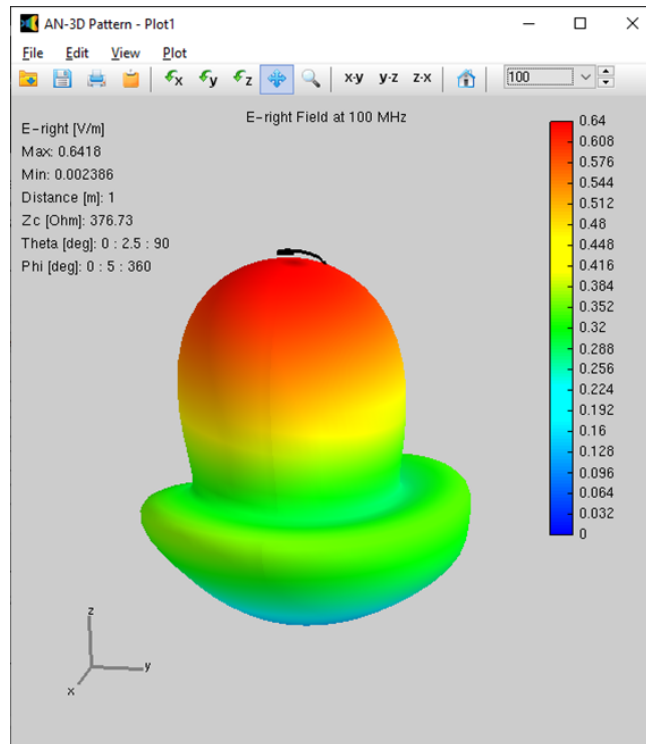 AN-3D Pattern - Plot1
File Edit View Plot
x y z x-y y-z z-x 100
E-right Field at 100 MHz
E-right [V/m]
Max: 0.6418
Min: 0.002386
Distance [m]: 1
Zc [Ohm]: 376.73
Theta [deg]: 0 : 2.5 : 90
Phi [deg]: 0 : 5 : 360
0.64
0.608
0.576
0.544
0.512
0.48
0.448
0.416
0.384
0.352
0.32
0.288
0.256
0.224
0.192
0.16
0.128
0.096
0.064
0.032
0
z
y
x